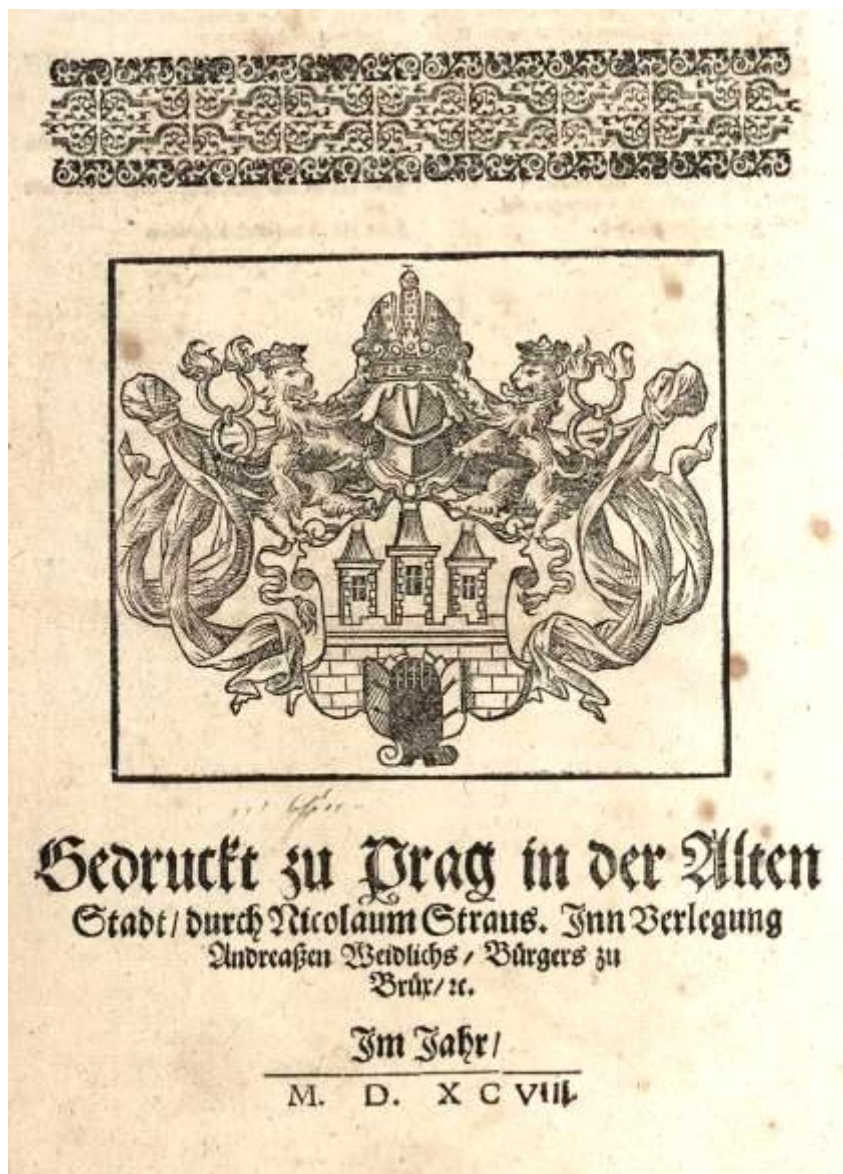 Gedruckt zu Prag in der Alten
Stadt/ durch Nicolaum Straus. Inn Verlegung
Andreaßen Weidlichs/ Bürgers zu
Brüx/ ꝛc.
Im Jahr/
M. D. XCVIII.